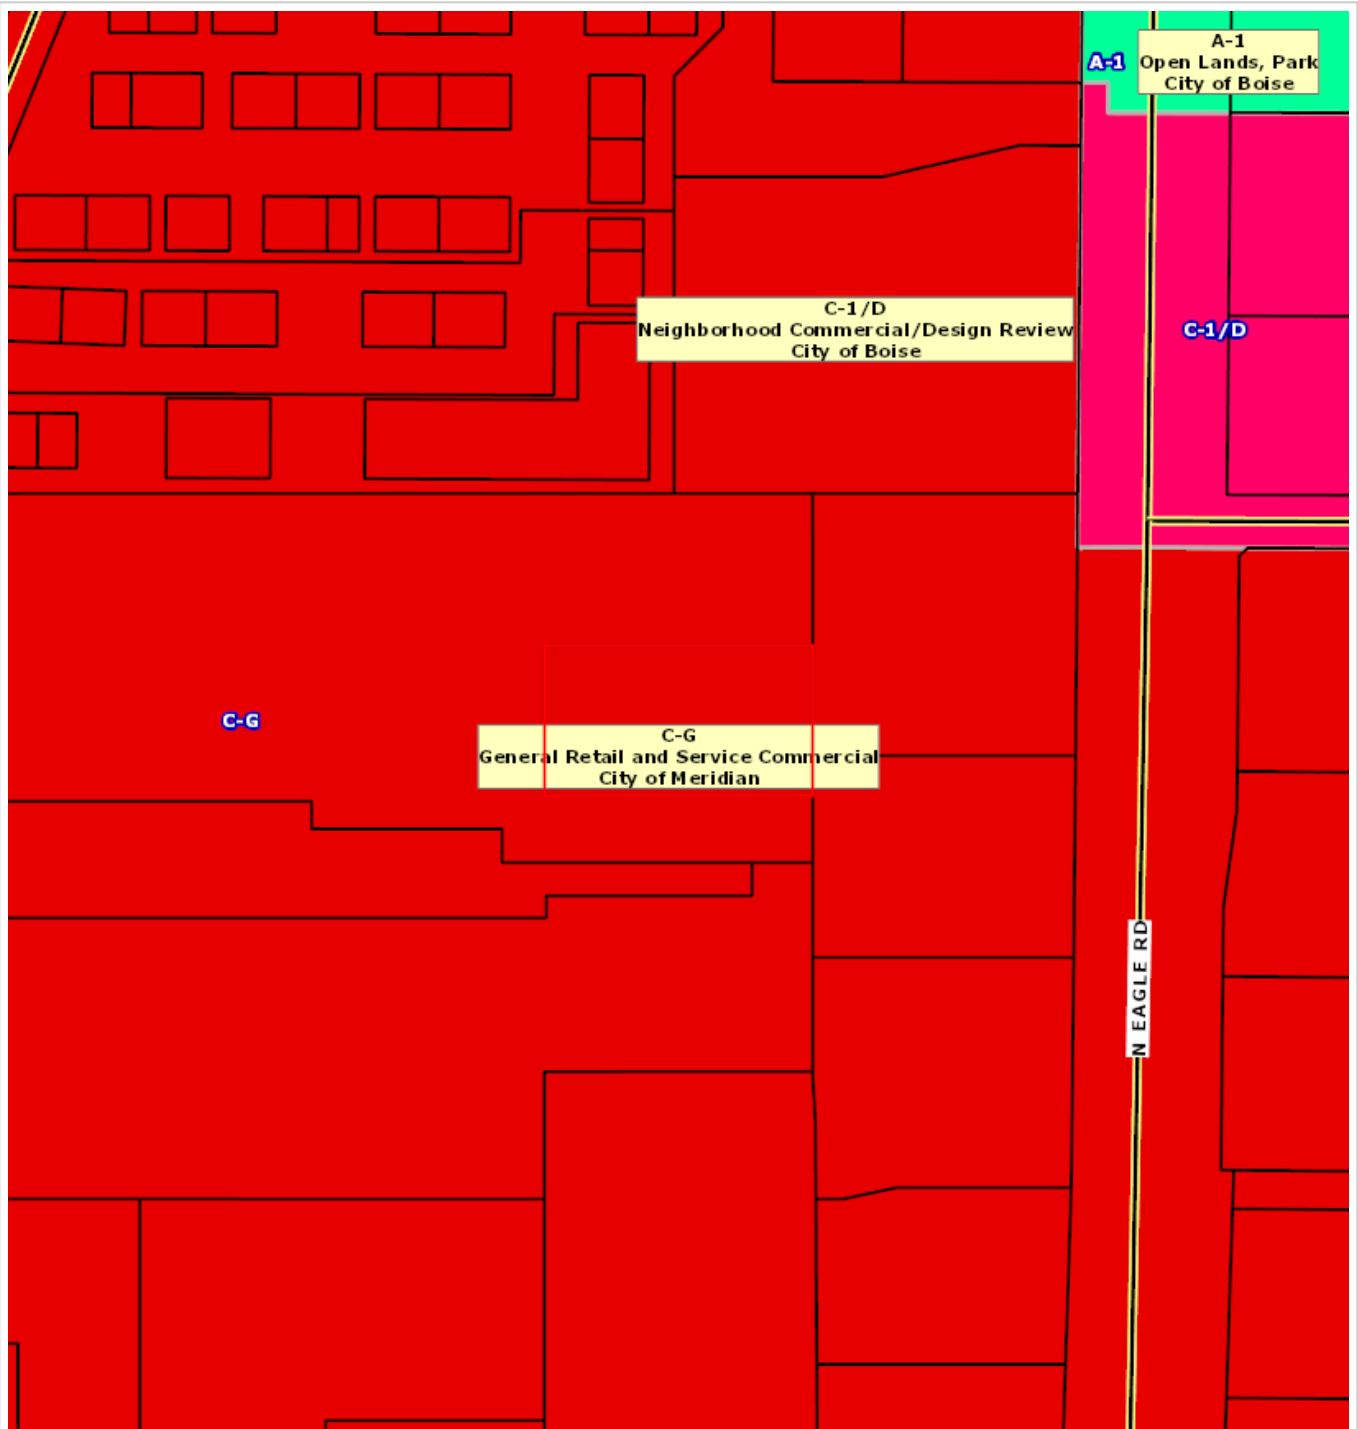 A-1
Open Lands, Park
City of Boise
A-1
C-1/D
Neighborhood Commercial/Design Review
City of Boise
C-1/D
C-G
C-G
General Retail and Service Commercial
City of Meridian
N EAGLE RD